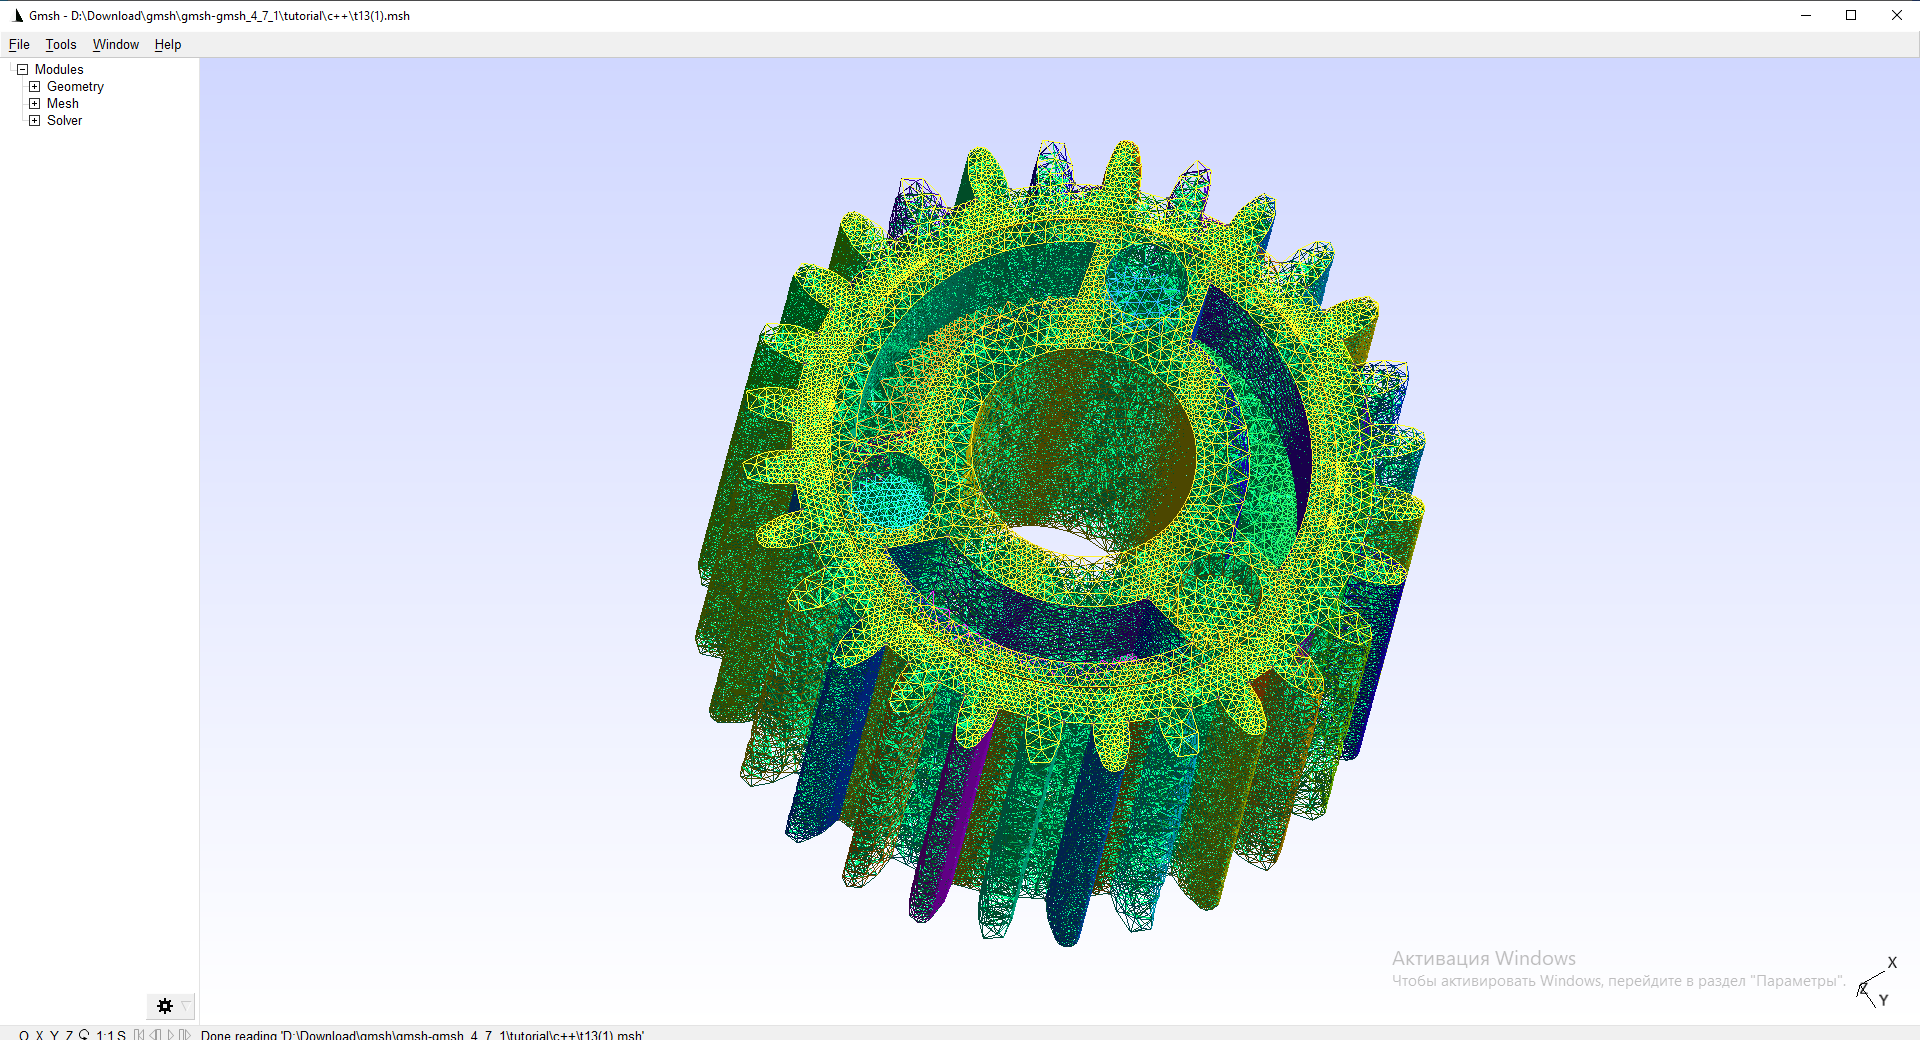 Gmsh - D:\Download\gmsh\gmsh-gmsh_4_7_1\tutorial\c++\t13(1).msh
File Tools Window Help
Modules
Geometry
Mesh
Solver
Активация Windows
Чтобы активировать Windows, перейдите в раздел "Параметры".
X
Z
Y
O X Y Z 1:1 S Done reading 'D:\Download\gmsh\gmsh-gmsh_4_7_1\tutorial\c++\t13(1).msh'